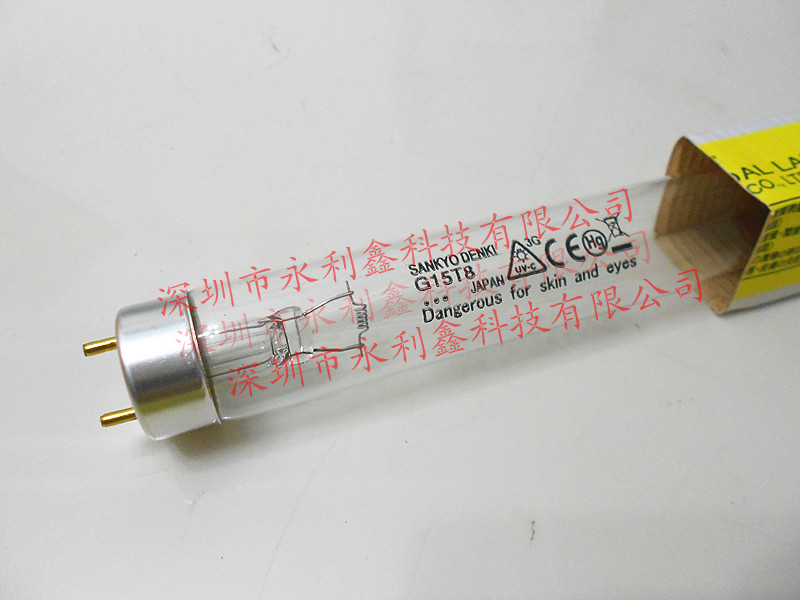 SANKYO DENKI
G15T8
JAPAN
UV-C
3G
CE
Hg
Dangerous for skin and eyes
CO.,LT
深圳市永利鑫科技有限公司
深圳市永利鑫科技有限公司
深圳市永利鑫科技有限公司